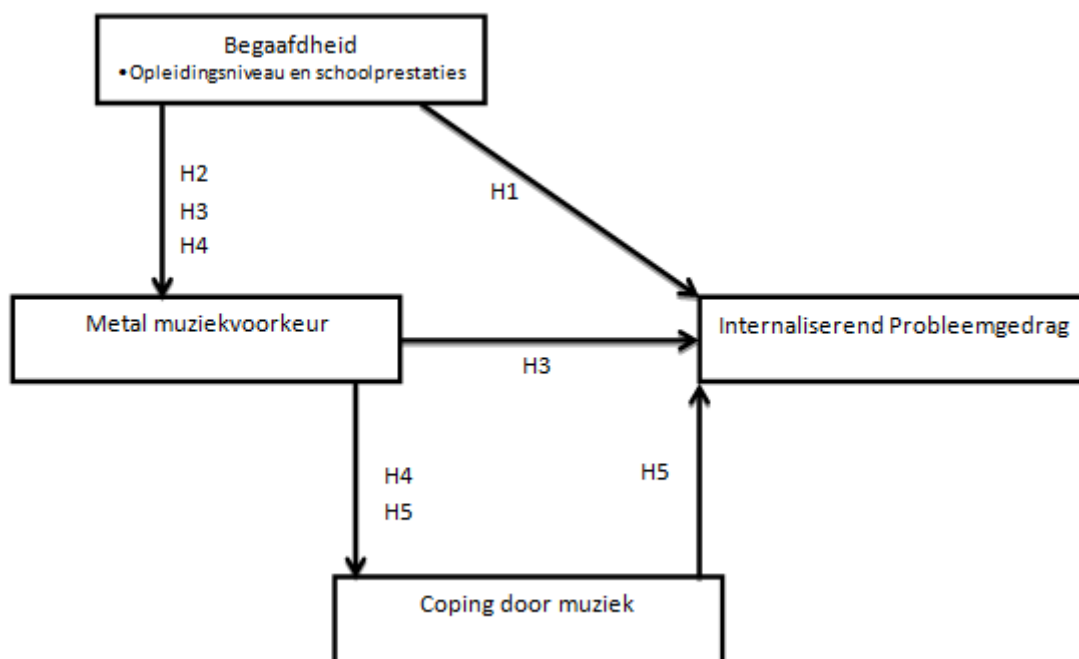 Begaafdheid
•Opleidingsniveau en schoolprestaties
H2
H1
H3
H4
Metal muziekvoorkeur
Internaliserend Probleemgedrag
H3
H4
H5
H5
Coping door muziek